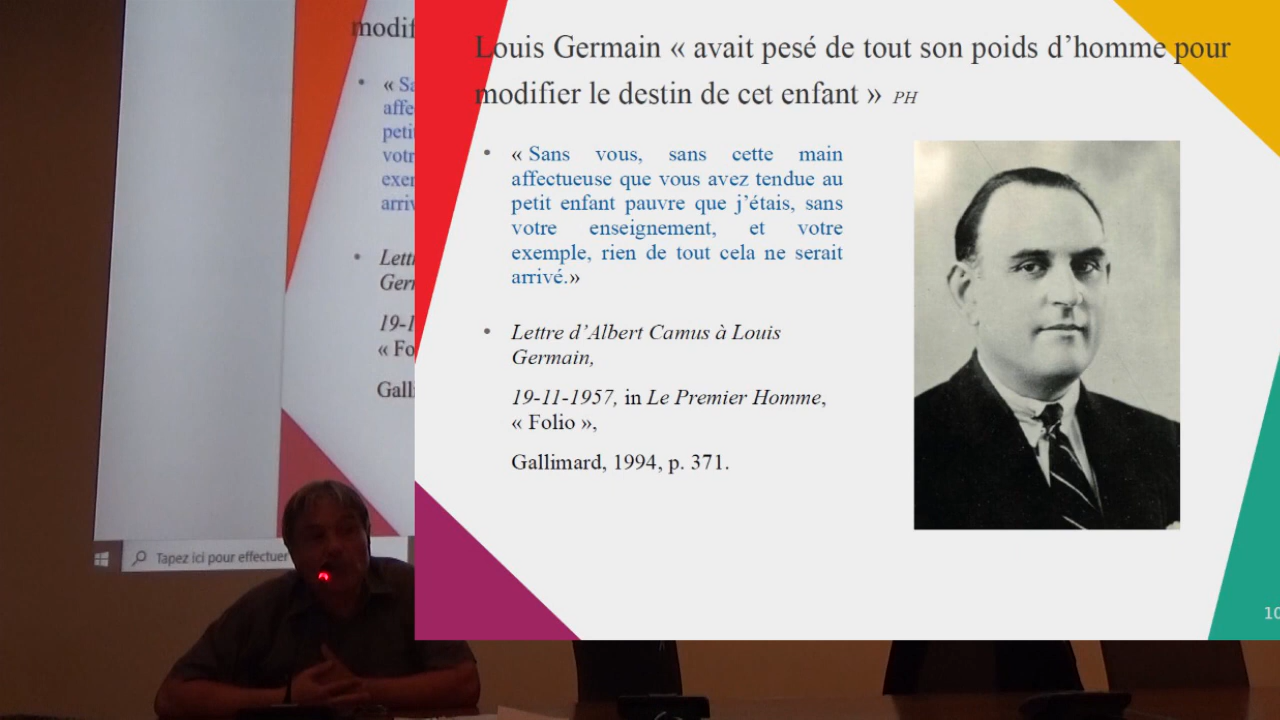 modif
« Sa
affe
peti
votr
exer
arriv
Lett
Ger
19-1
« Fo
Gall
Tapez ici pour effectuer
Louis Germain « avait pesé de tout son poids d’homme pour
modifier le destin de cet enfant » PH
« Sans vous, sans cette main
affectueuse que vous avez tendue au
petit enfant pauvre que j’étais, sans
votre enseignement, et votre
exemple, rien de tout cela ne serait
arrivé.»
Lettre d’Albert Camus à Louis
Germain,
19-11-1957, in Le Premier Homme,
« Folio »,
Gallimard, 1994, p. 371.
10